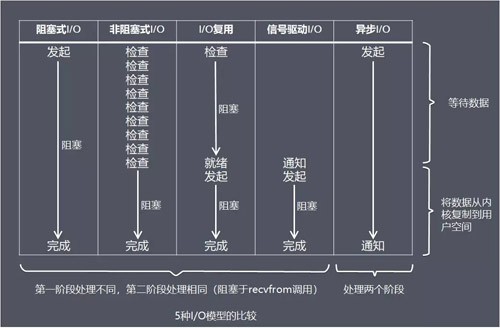 阻塞式I/O 非阻塞式I/O I/O复用 信号驱动I/O 异步I/O
发起 检查 检查 发起
检查
检查
检查
检查
检查
检查
检查
检查 就绪 通知
发起 发起
阻塞 阻塞 等待数据
阻塞 阻塞 阻塞 将数据从内
核复制到用
户空间
完成 完成 完成 完成 通知
第一阶段处理不同，第二阶段处理相同（阻塞于recvfrom调用） 处理两个阶段
5种I/O模型的比较